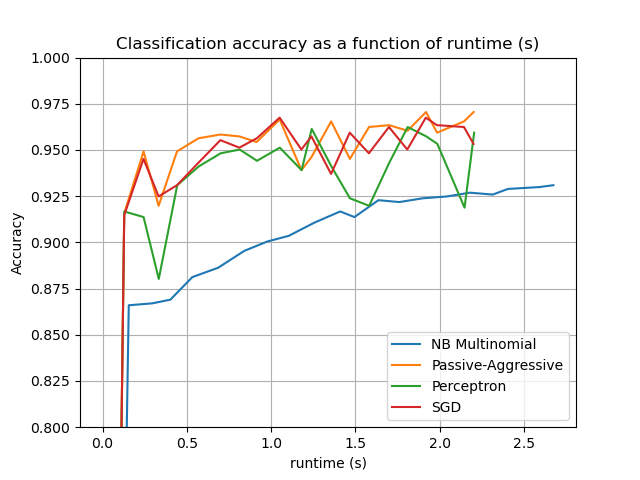 Classification accuracy as a function of runtime (s)
1.000
0.975
0.950
0.925
0.900
0.875
0.850
0.825
0.800
Accuracy
0.0 0.5 1.0 1.5 2.0 2.5
runtime (s)
NB Multinomial
Passive-Aggressive
Perceptron
SGD